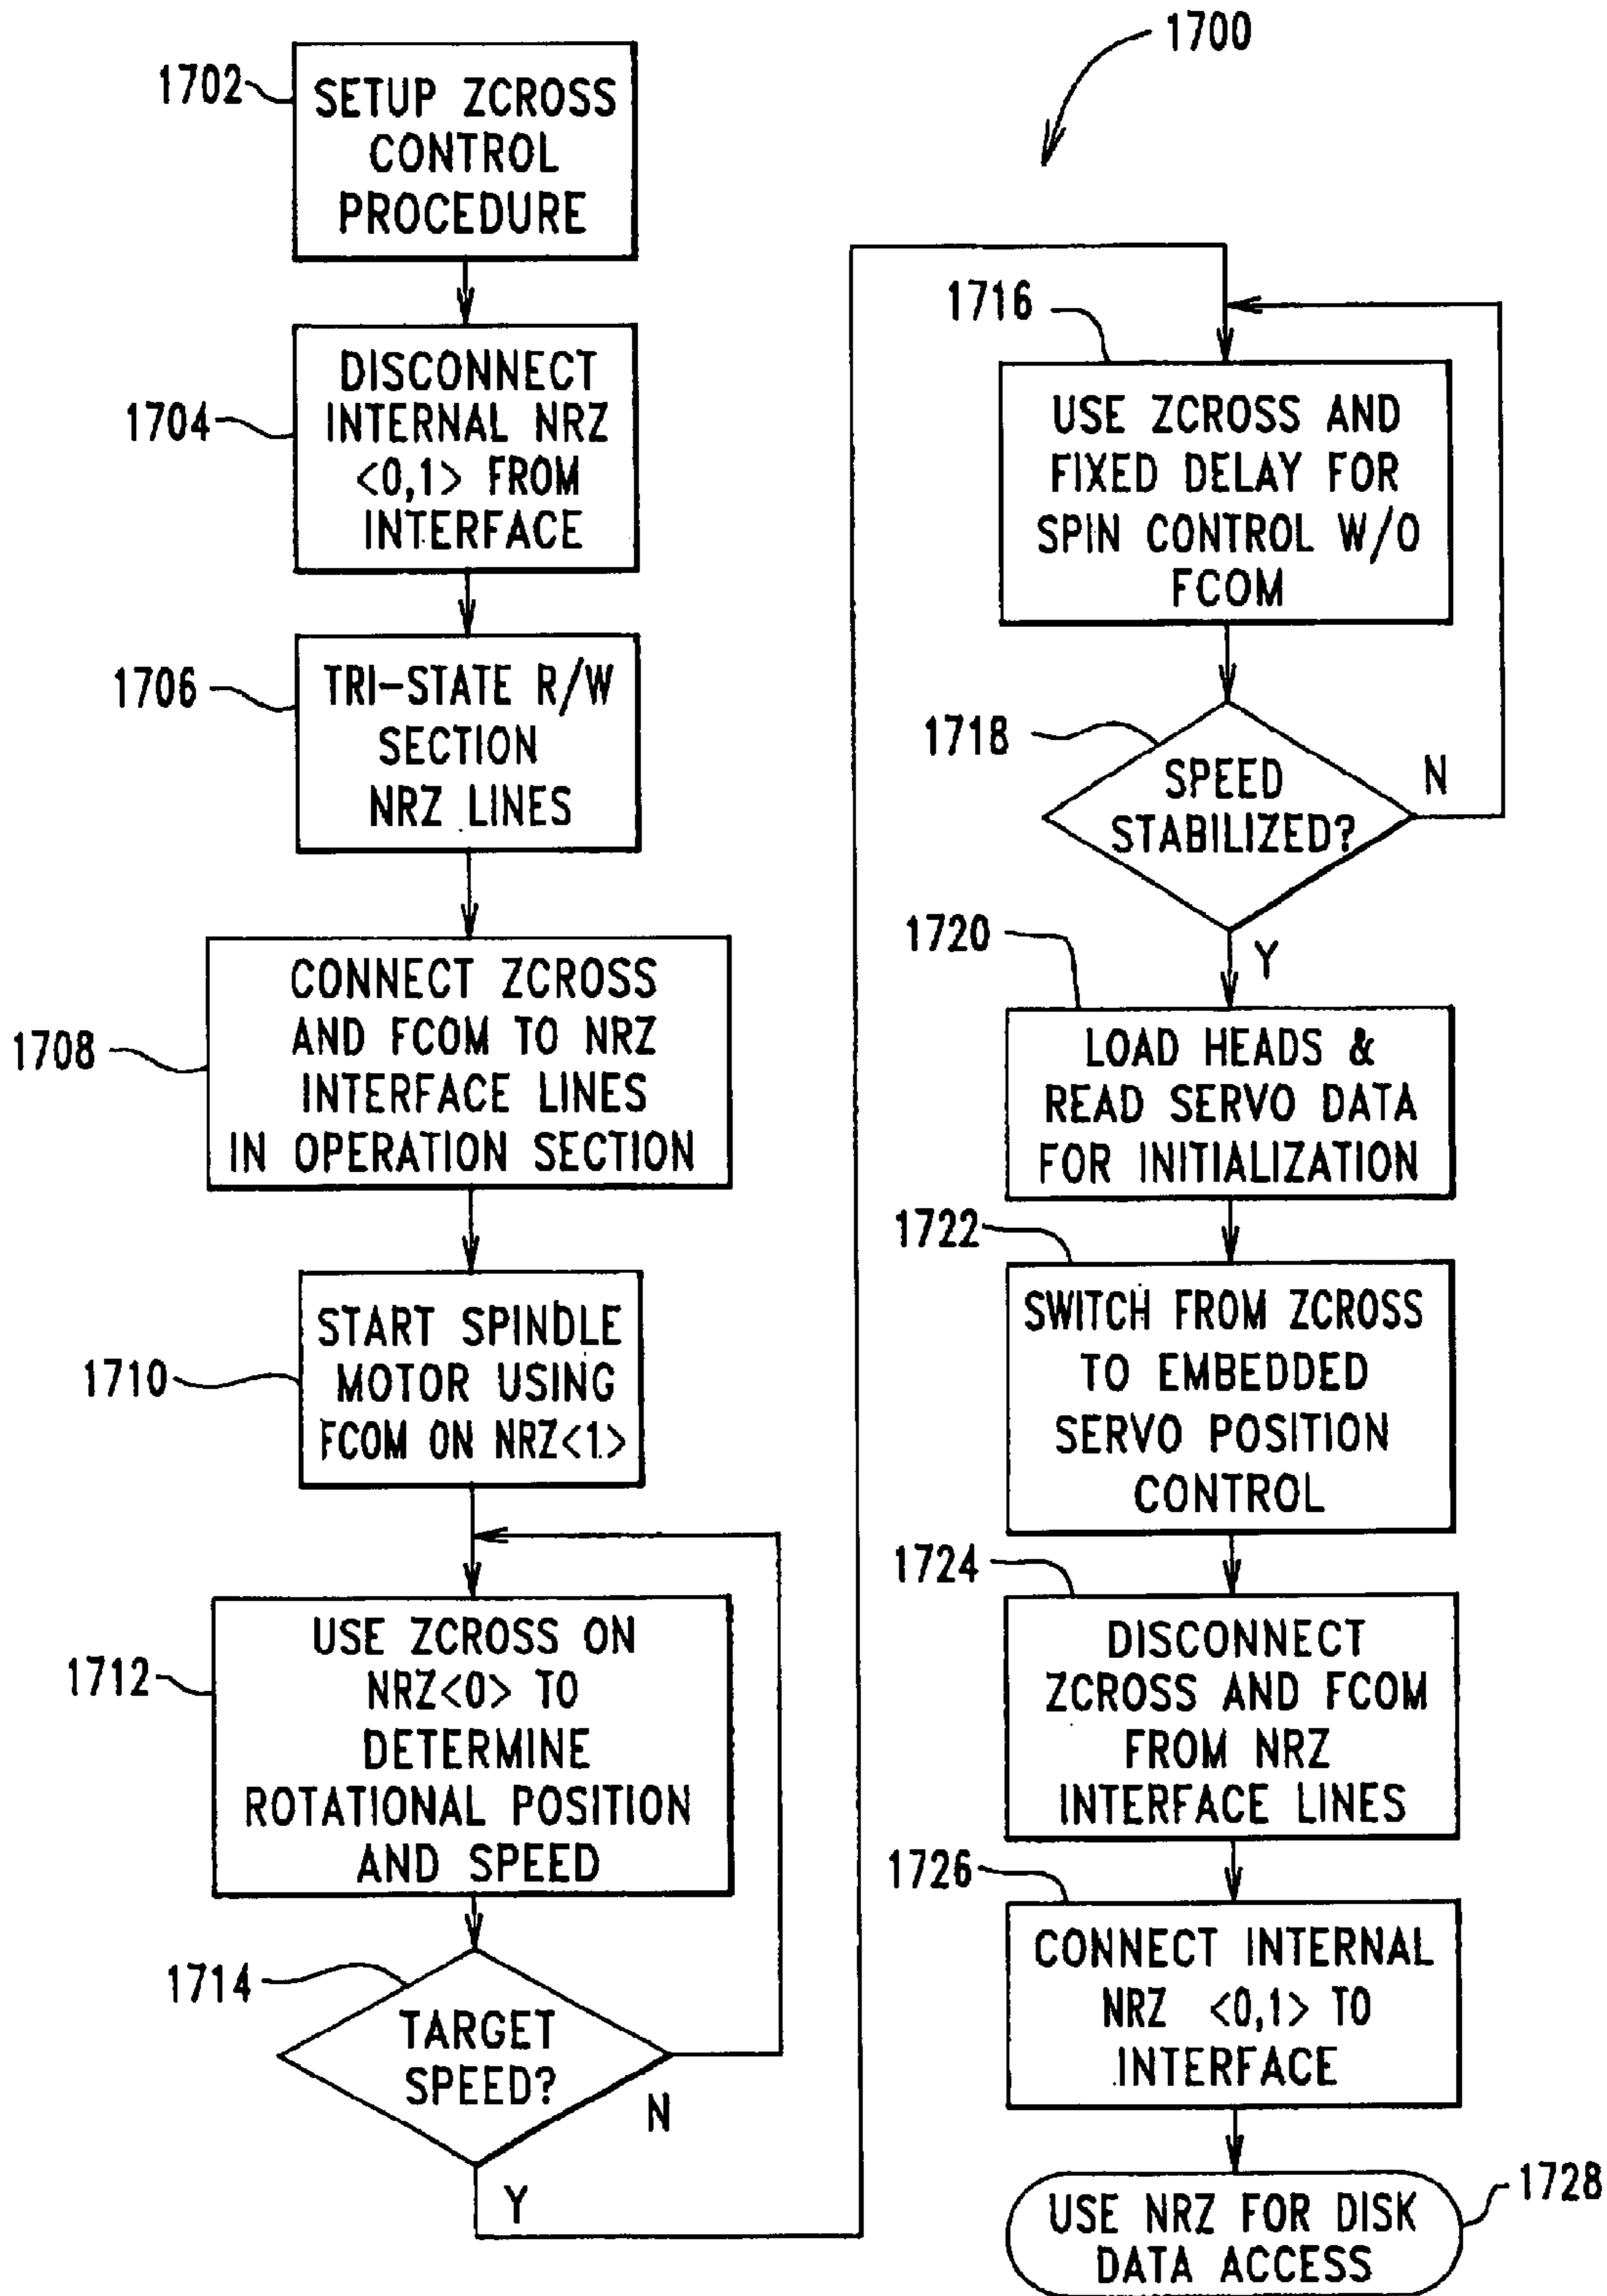 1700
1702
SETUP ZCROSS
CONTROL
PROCEDURE
1704
DISCONNECT
INTERNAL NRZ
<0,1> FROM
INTERFACE
1706
TRI-STATE R/W
SECTION
NRZ LINES
1708
CONNECT ZCROSS
AND FCOM TO NRZ
INTERFACE LINES
IN OPERATION SECTION
1710
START SPINDLE
MOTOR USING
FCOM ON NRZ<1>
1712
USE ZCROSS ON
NRZ<0> TO
DETERMINE
ROTATIONAL POSITION
AND SPEED
1714
TARGET
SPEED?
N
Y
1716
USE ZCROSS AND
FIXED DELAY FOR
SPIN CONTROL W/O
FCOM
1718
SPEED
STABILIZED?
N
Y
1720
LOAD HEADS &
READ SERVO DATA
FOR INITIALIZATION
1722
SWITCH FROM ZCROSS
TO EMBEDDED
SERVO POSITION
CONTROL
1724
DISCONNECT
ZCROSS AND FCOM
FROM NRZ
INTERFACE LINES
1726
CONNECT INTERNAL
NRZ <0,1> TO
INTERFACE
1728
USE NRZ FOR DISK
DATA ACCESS